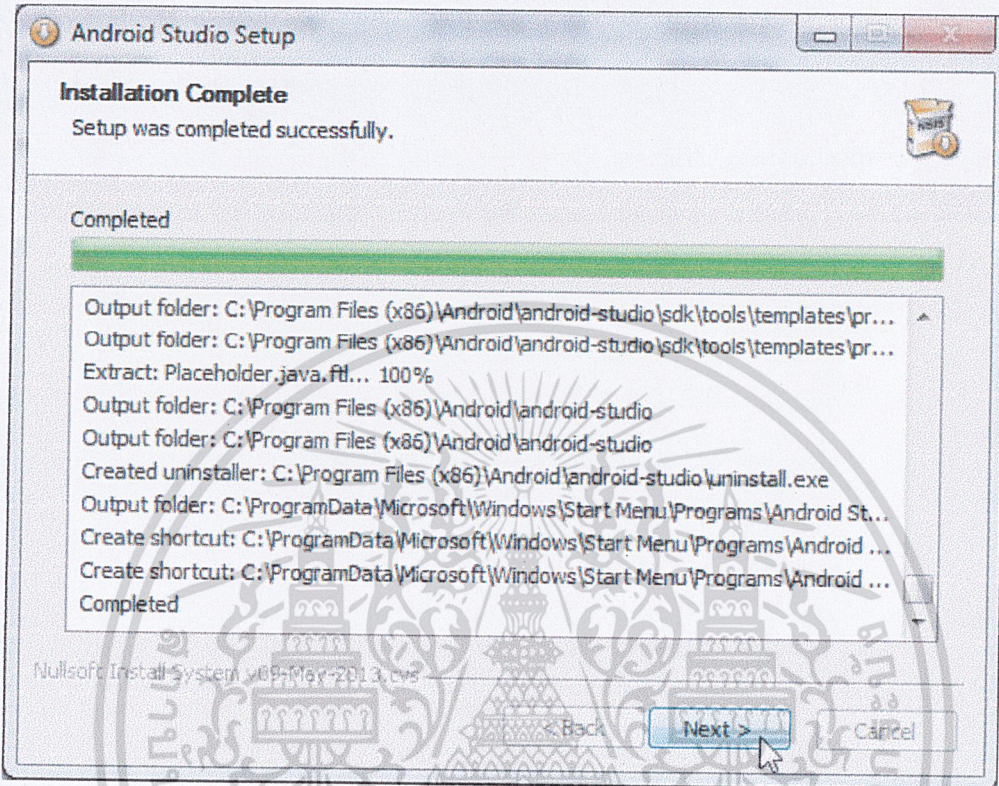 Android Studio Setup
Installation Complete
Setup was completed successfully.
NSIS
Completed
Output folder: C:\Program Files (x86)\Android\android-studio\sdk\tools\templates\pr...
Output folder: C:\Program Files (x86)\Android\android-studio\sdk\tools\templates\pr...
Extract: Placeholder.java.ftl... 100%
Output folder: C:\Program Files (x86)\Android\android-studio
Output folder: C:\Program Files (x86)\Android\android-studio
Created uninstaller: C:\Program Files (x86)\Android\android-studio\uninstall.exe
Output folder: C:\ProgramData\Microsoft\Windows\Start Menu\Programs\Android St...
Create shortcut: C:\ProgramData\Microsoft\Windows\Start Menu\Programs\Android ...
Create shortcut: C:\ProgramData\Microsoft\Windows\Start Menu\Programs\Android ...
Completed
Nullsoft Install System v09-May-2013.cvs
< Back
Next >
Cancel